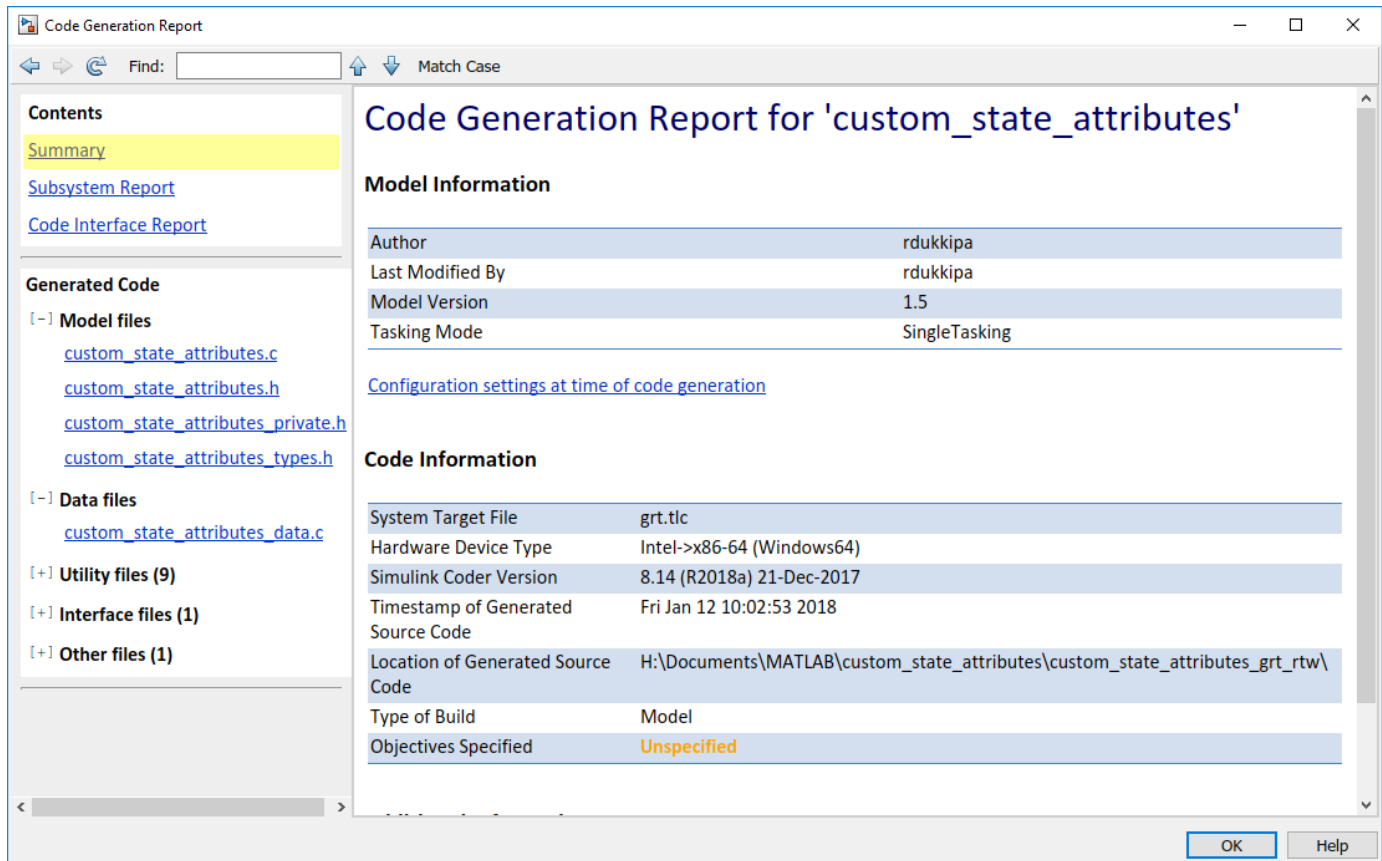 Code Generation Report
Find:
Match Case
Contents
Summary
Subsystem Report
Code Interface Report
Generated Code
[-] Model files
custom_state_attributes.c
custom_state_attributes.h
custom_state_attributes_private.h
custom_state_attributes_types.h
[-] Data files
custom_state_attributes_data.c
[+] Utility files (9)
[+] Interface files (1)
[+] Other files (1)
Code Generation Report for 'custom_state_attributes'
Model Information
Author rdukkipa
Last Modified By rdukkipa
Model Version 1.5
Tasking Mode SingleTasking
Configuration settings at time of code generation
Code Information
System Target File grt.tlc
Hardware Device Type Intel->x86-64 (Windows64)
Simulink Coder Version 8.14 (R2018a) 21-Dec-2017
Timestamp of Generated Fri Jan 12 10:02:53 2018
Source Code
Location of Generated Source H:\Documents\MATLAB\custom_state_attributes\custom_state_attributes_grt_rtw\
Code
Type of Build Model
Objectives Specified Unspecified
OK Help